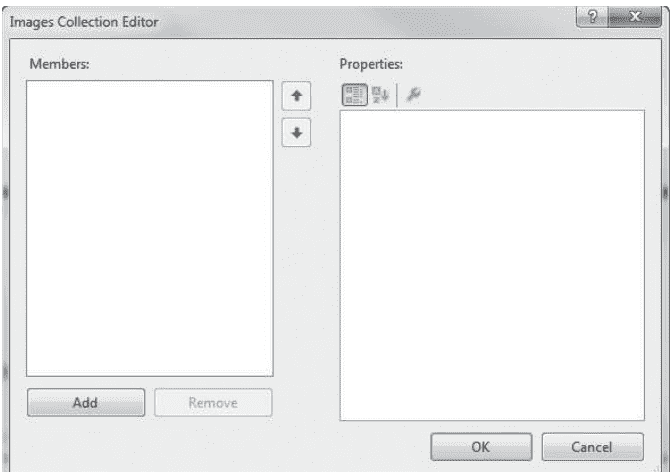 Images Collection Editor
Members:
Properties:
Add
Remove
OK
Cancel